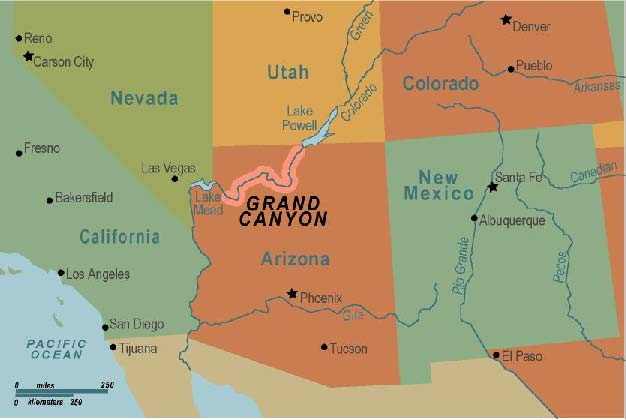 Provo
Reno
Carson City
Denver
Utah
Green
Nevada
Colorado
Pueblo
Arkansas
Lake
Powell
Colorado
Fresno
Las Vegas
New
Mexico
Santa Fe
Canadian
Bakersfield
Lake
Mead
GRAND
CANYON
Albuquerque
California
Arizona
Rio Grande
Pecos
Los Angeles
Phoenix
Gila
San Diego
PACIFIC
OCEAN
Tijuana
Tucson
El Paso
0 miles 250
0 kilometers 250